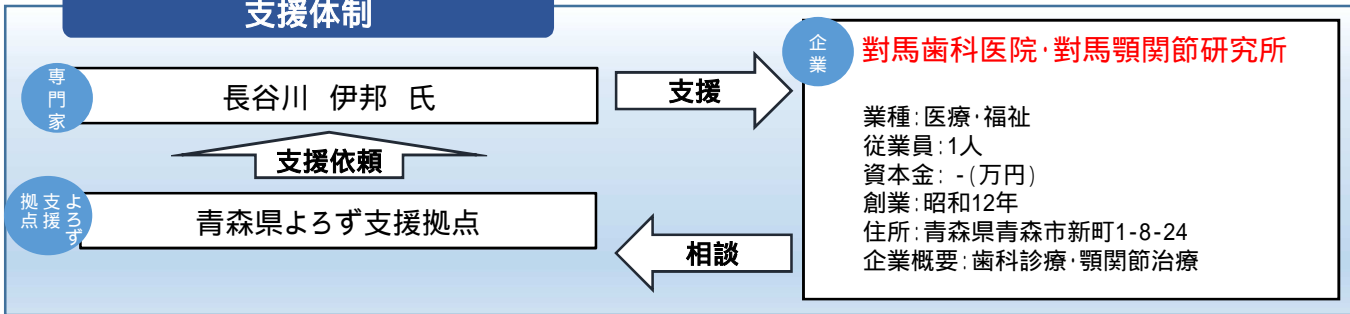 支援体制
専門家
長谷川 伊邦 氏
支援
支援依頼
よろず支援拠点
青森県よろず支援拠点
相談
企業
對馬歯科医院・對馬顎関節研究所
業種：医療・福祉
従業員：1人
資本金： -(万円)
創業：昭和12年
住所：青森県青森市新町1-8-24
企業概要：歯科診療・顎関節治療